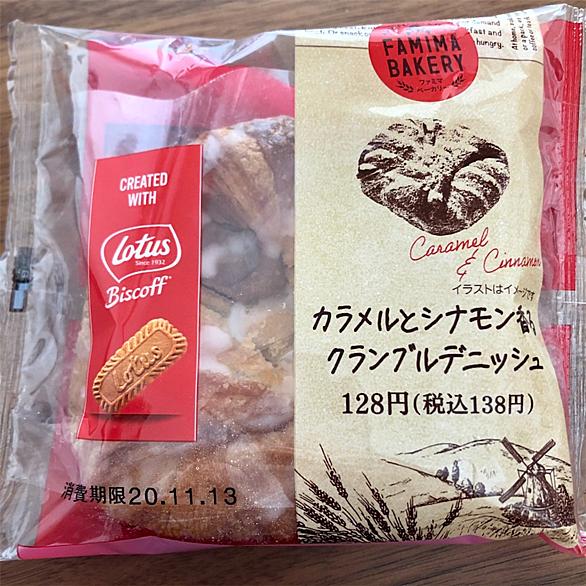 FAMIMA
BAKERY
ファミマ
ベーカリー
hungry.
CREATED
WITH
Lotus
Since 1932
Biscoff
Lotus
Caramel
& Cinnamon
イラストはイメージです
カラメルとシナモン香る
クランブルデニッシュ
128円(税込138円)
消費期限20.11.13